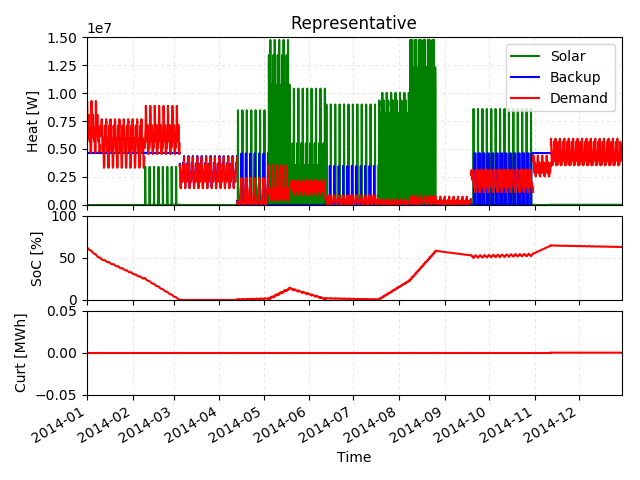 Representative
1e7
1.50
1.25
1.00
0.75
0.50
0.25
0.00
Heat [W]
Solar
Backup
Demand
100
50
0
SoC [%]
0.05
0.00
−0.05
Curt [MWh]
2014-01
2014-02
2014-03
2014-04
2014-05
2014-06
2014-07
2014-08
2014-09
2014-10
2014-11
2014-12
Time